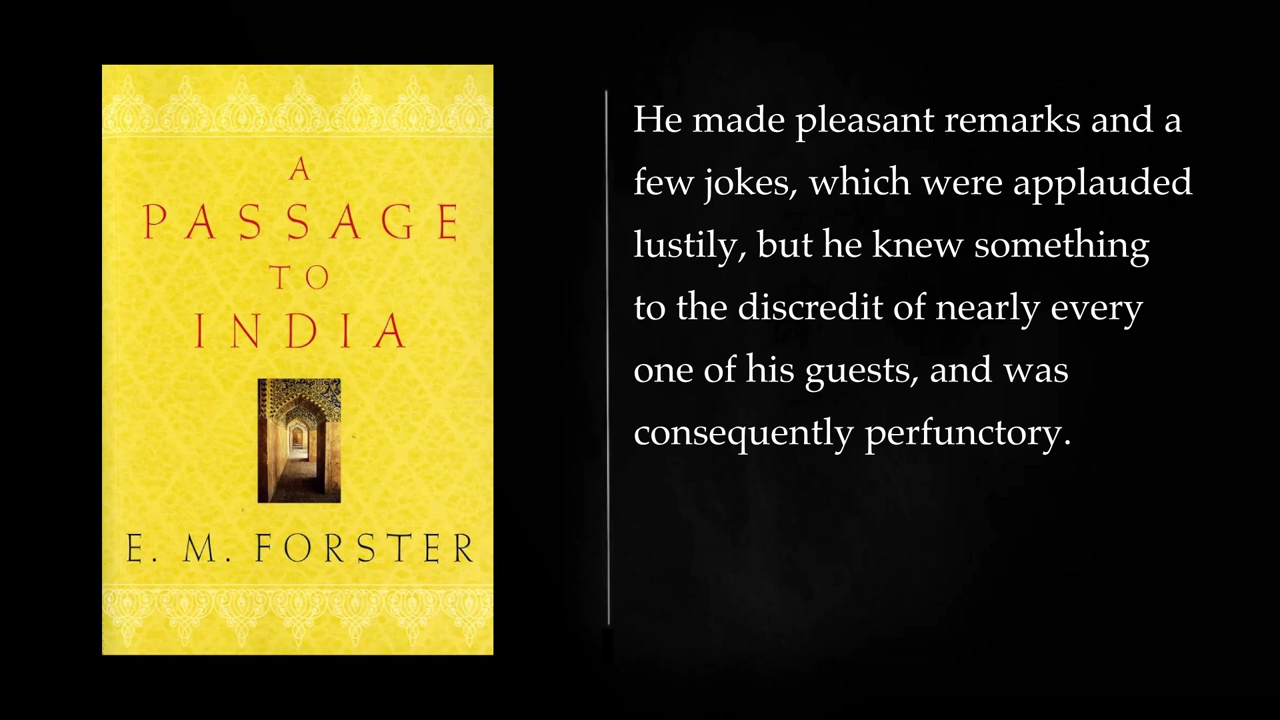 A
PASSAGE
TO
INDIA
E. M. FORSTER
He made pleasant remarks and a
few jokes, which were applauded
lustily, but he knew something
to the discredit of nearly every
one of his guests, and was
consequently perfunctory.